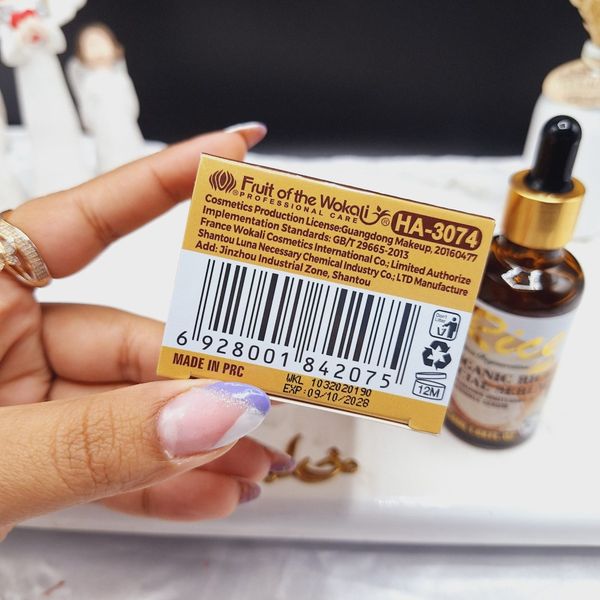 Fruit of the Wokali
®PROFESSIONAL CARE
HA-3074
Cosmetics Production License:Guangdong Makeup. 20160477
Implementation Standards: GB/T 29665-2013
France Wokali Cosmetics International Co.; Limited Authorize
Shantou Luna Necessary Chemical Industry Co.; LTD Manufacture
Add: Jinzhou Industrial Zone, Shantou
6 928001 842075
12M
MADE IN PRC
WKL 1032020190
EXP:09/10/2028
Rice